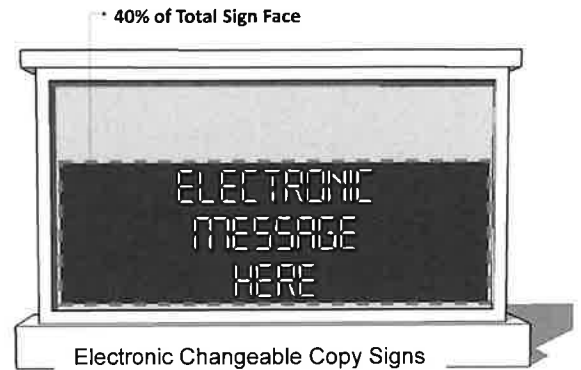 40% of Total Sign Face
ELECTRONIC
MESSAGE
HERE
Electronic Changeable Copy Signs